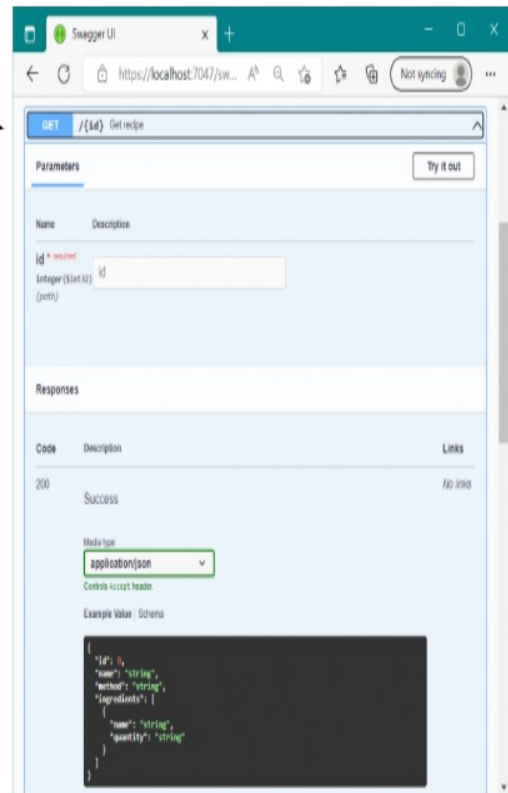 Swagger UI
https://localhost:7047/sw...
Not syncing
GET /{id} Get recipe
Parameters
Try it out
Name Description
id * required
integer($int32)
(path)
id
Responses
Code Description Links
200 Success No links
Media type
application/json
Controls Accept header.
Example Value | Schema
{
"id": 0,
"name": "string",
"method": "string",
"ingredients": [
{
"name": "string",
"quantity": "string"
}
]
}